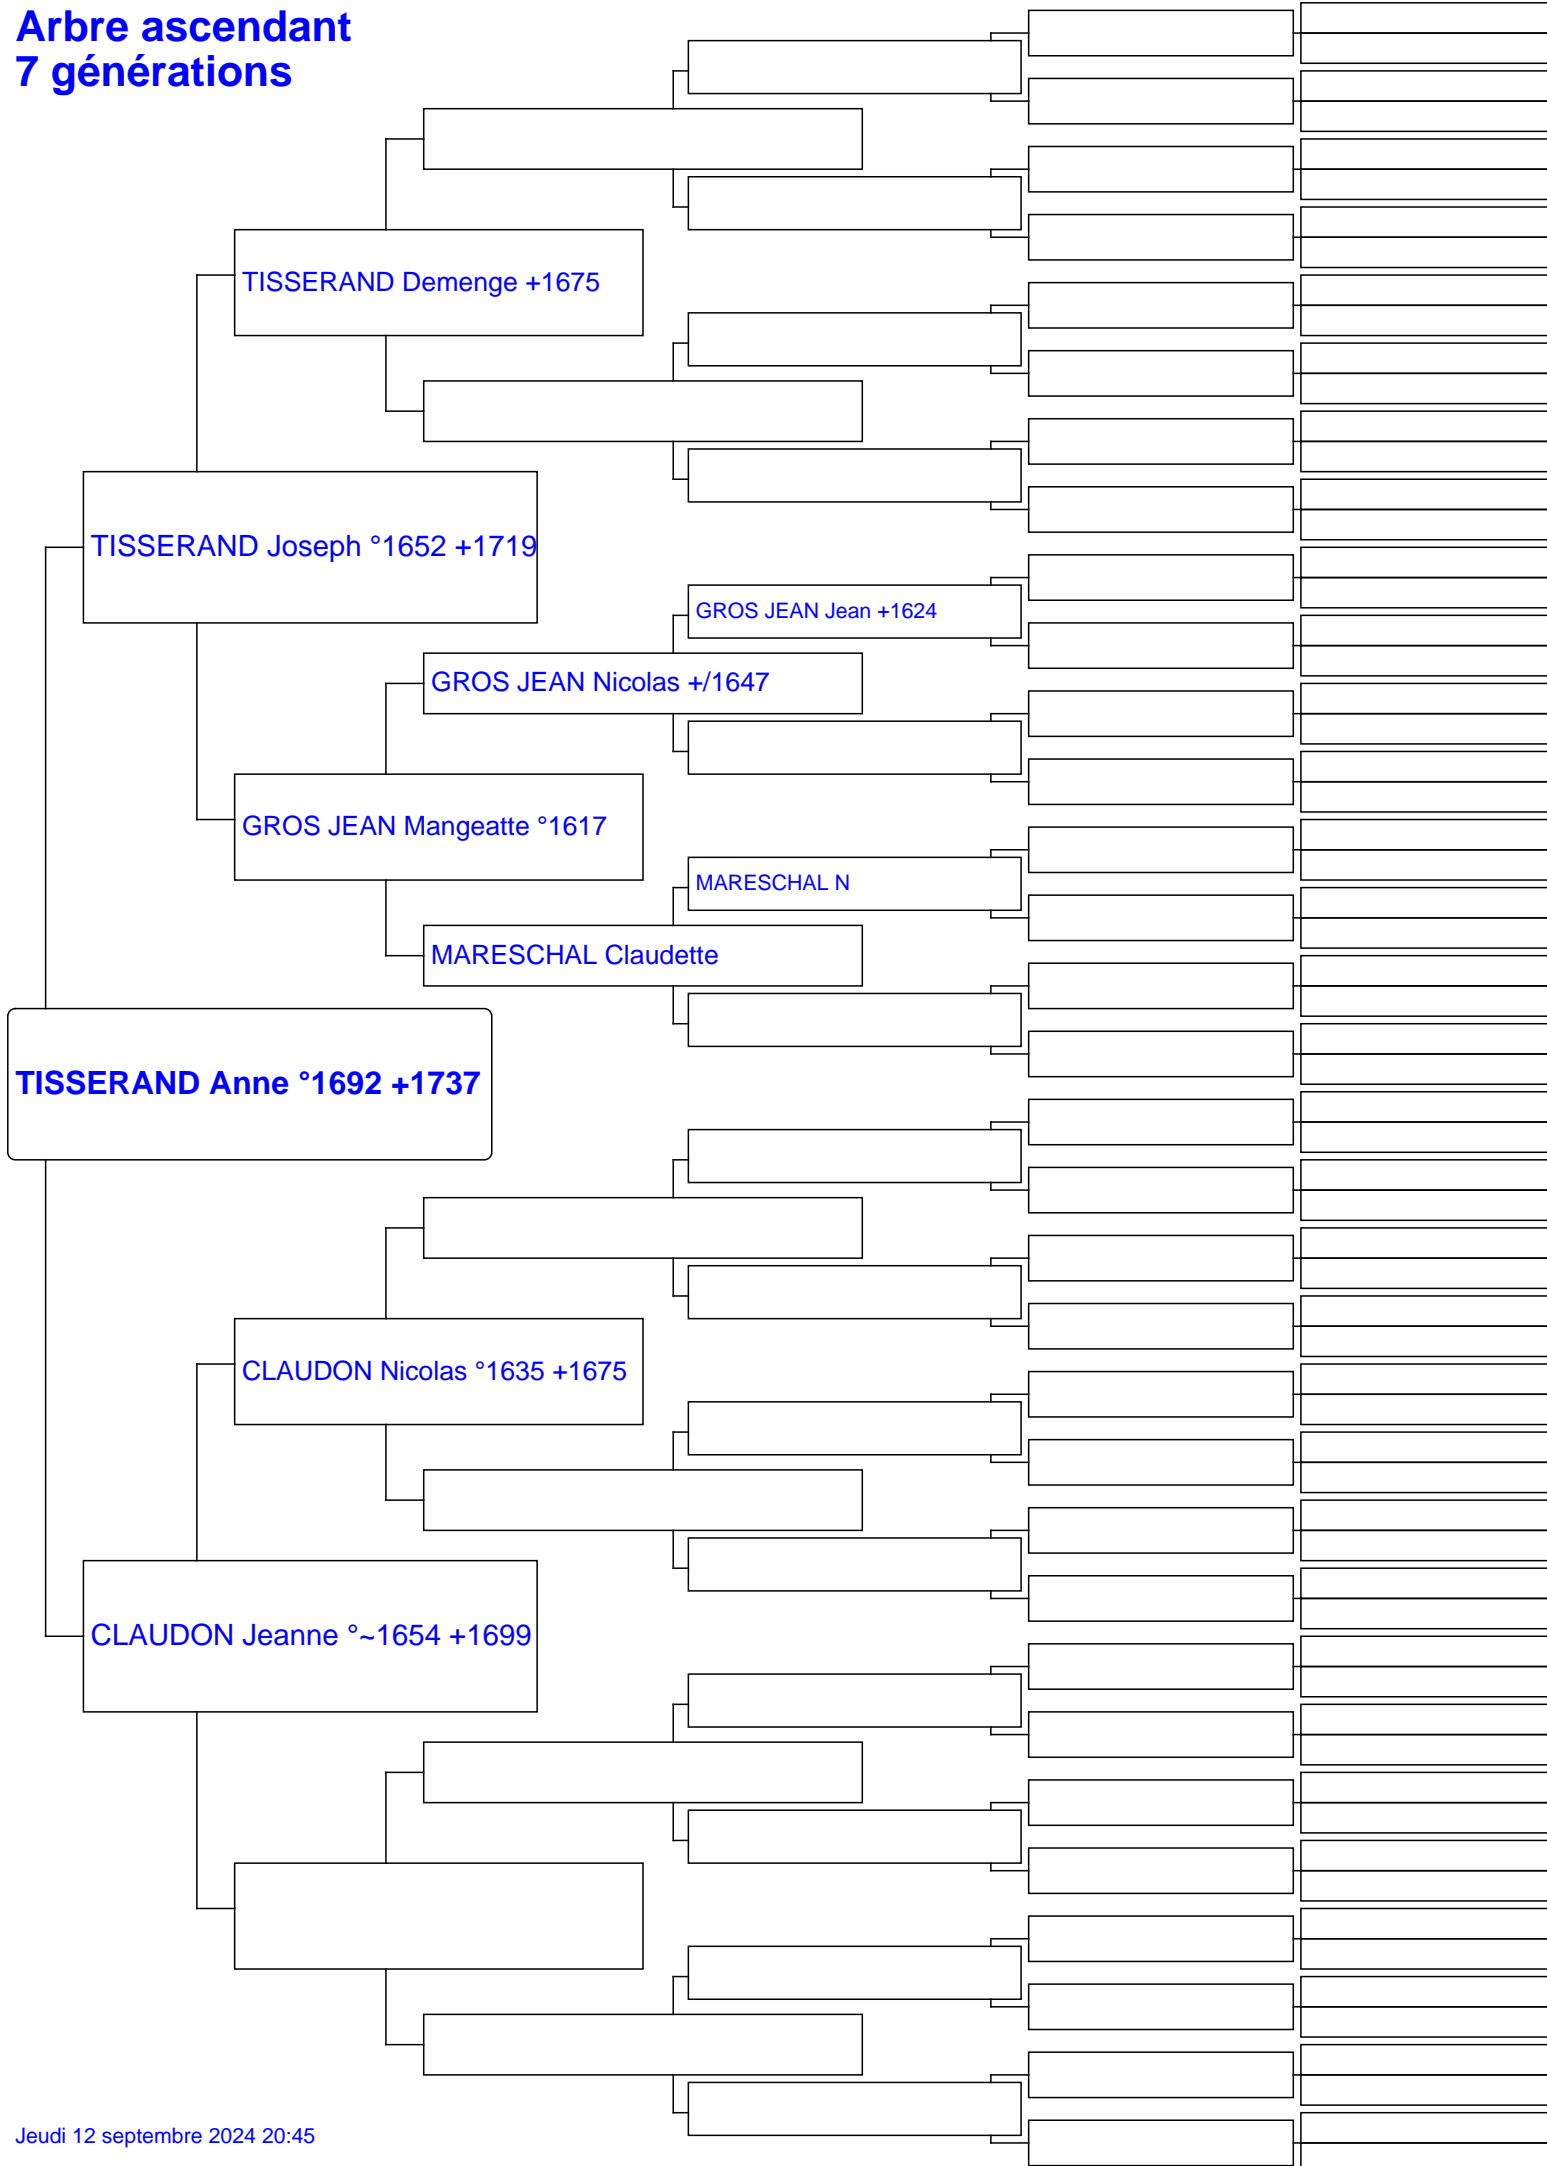 Arbre ascendant
7 générations
TISSERAND Demenge +1675
TISSERAND Joseph °1652 +1719
GROS JEAN Jean +1624
GROS JEAN Nicolas +/1647
GROS JEAN Mangeatte °1617
MARESCHAL N
MARESCHAL Claudette
TISSERAND Anne °1692 +1737
CLAUDON Nicolas °1635 +1675
CLAUDON Jeanne °~1654 +1699
Jeudi 12 septembre 2024 20:45